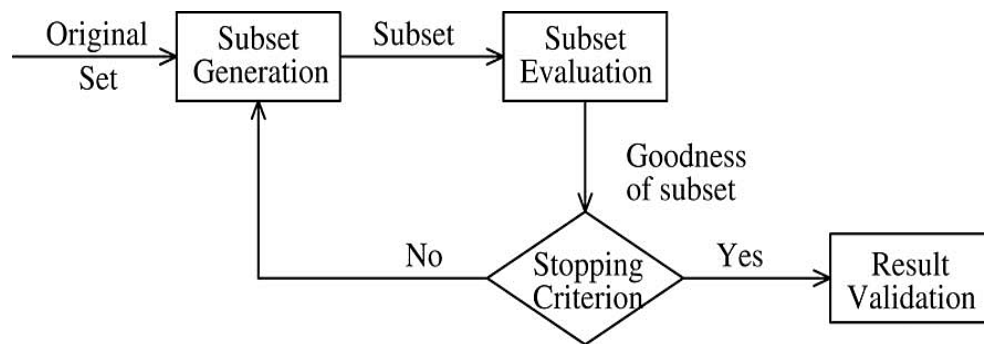 Original
Set
Subset
Generation
Subset
Subset
Evaluation
Goodness
of subset
No
Stopping
Criterion
Yes
Result
Validation